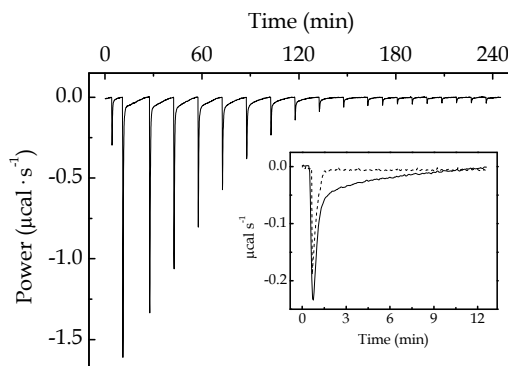 Time (min)
0 60 120 180 240
0.0
-0.5
-1.0
-1.5
Power (μcal · s⁻¹)
0.0
-0.1
-0.2
μcal s⁻¹
0 3 6 9 12
Time (min)